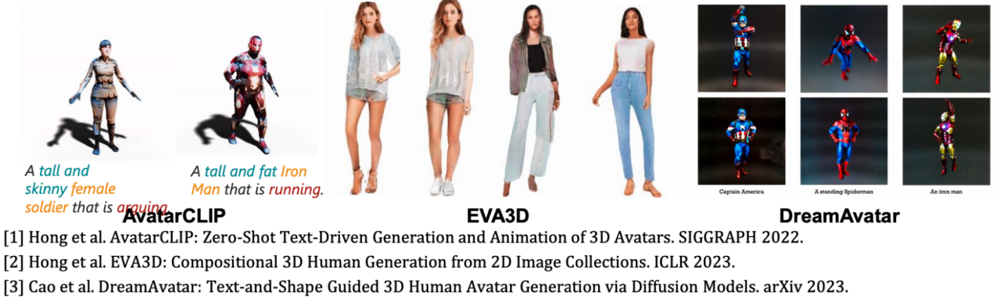 A tall and
skinny female
soldier that is arguing.
A tall and fat Iron
Man that is running.
AvatarCLIP
EVA3D
Captain America
A standing Spiderman
An iron man
DreamAvatar
[1] Hong et al. AvatarCLIP: Zero-Shot Text-Driven Generation and Animation of 3D Avatars. SIGGRAPH 2022.
[2] Hong et al. EVA3D: Compositional 3D Human Generation from 2D Image Collections. ICLR 2023.
[3] Cao et al. DreamAvatar: Text-and-Shape Guided 3D Human Avatar Generation via Diffusion Models. arXiv 2023.